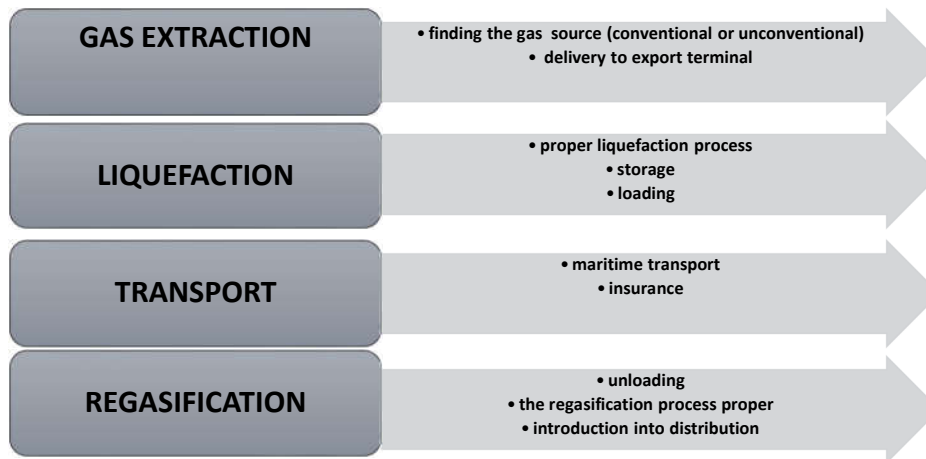 GAS EXTRACTION
• finding the gas source (conventional or unconventional)
• delivery to export terminal
LIQUEFACTION
• proper liquefaction process
• storage
• loading
TRANSPORT
• maritime transport
• insurance
REGASIFICATION
• unloading
• the regasification process proper
• introduction into distribution